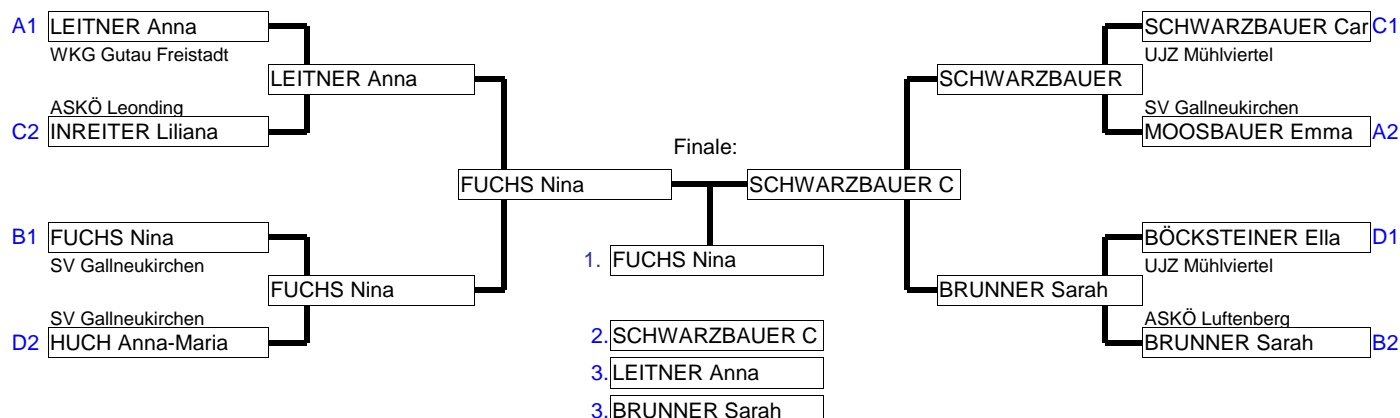 A1 LEITNER Anna
WKG Gutau Freistadt
LEITNER Anna
ASKÖ Leonding
C2 INREITER Liliana
FUCHS Nina
B1 FUCHS Nina
SV Gallneukirchen
FUCHS Nina
SV Gallneukirchen
D2 HUCH Anna-Maria
Finale:
1. FUCHS Nina
2. SCHWARZBAUER C
3. LEITNER Anna
3. BRUNNER Sarah
SCHWARZBAUER Car C1
UJZ Mühlviertel
SCHWARZBAUER
SV Gallneukirchen
MOOSBAUER Emma A2
SCHWARZBAUER C
BÖCKSTEINER Ella D1
UJZ Mühlviertel
BRUNNER Sarah
ASKÖ Luftenberg
BRUNNER Sarah B2